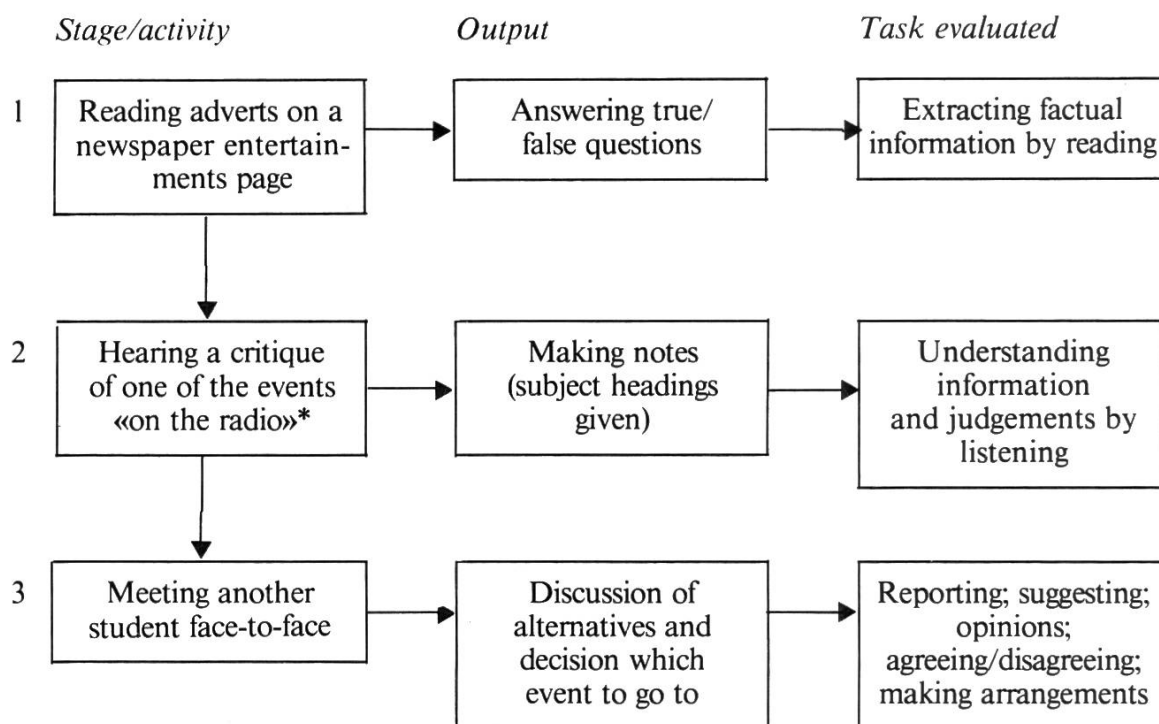 Stage/activity Output Task evaluated
1 Reading adverts on a newspaper entertain-
ments page
Answering true/
false questions
Extracting factual
information by reading
2 Hearing a critique
of one of the events
«on the radio»*
Making notes
(subject headings
given)
Understanding
information
and judgements by
listening
3 Meeting another
student face-to-face
Discussion of
alternatives and
decision which
event to go to
Reporting; suggesting;
opinions;
agreeing/disagreeing;
making arrangements